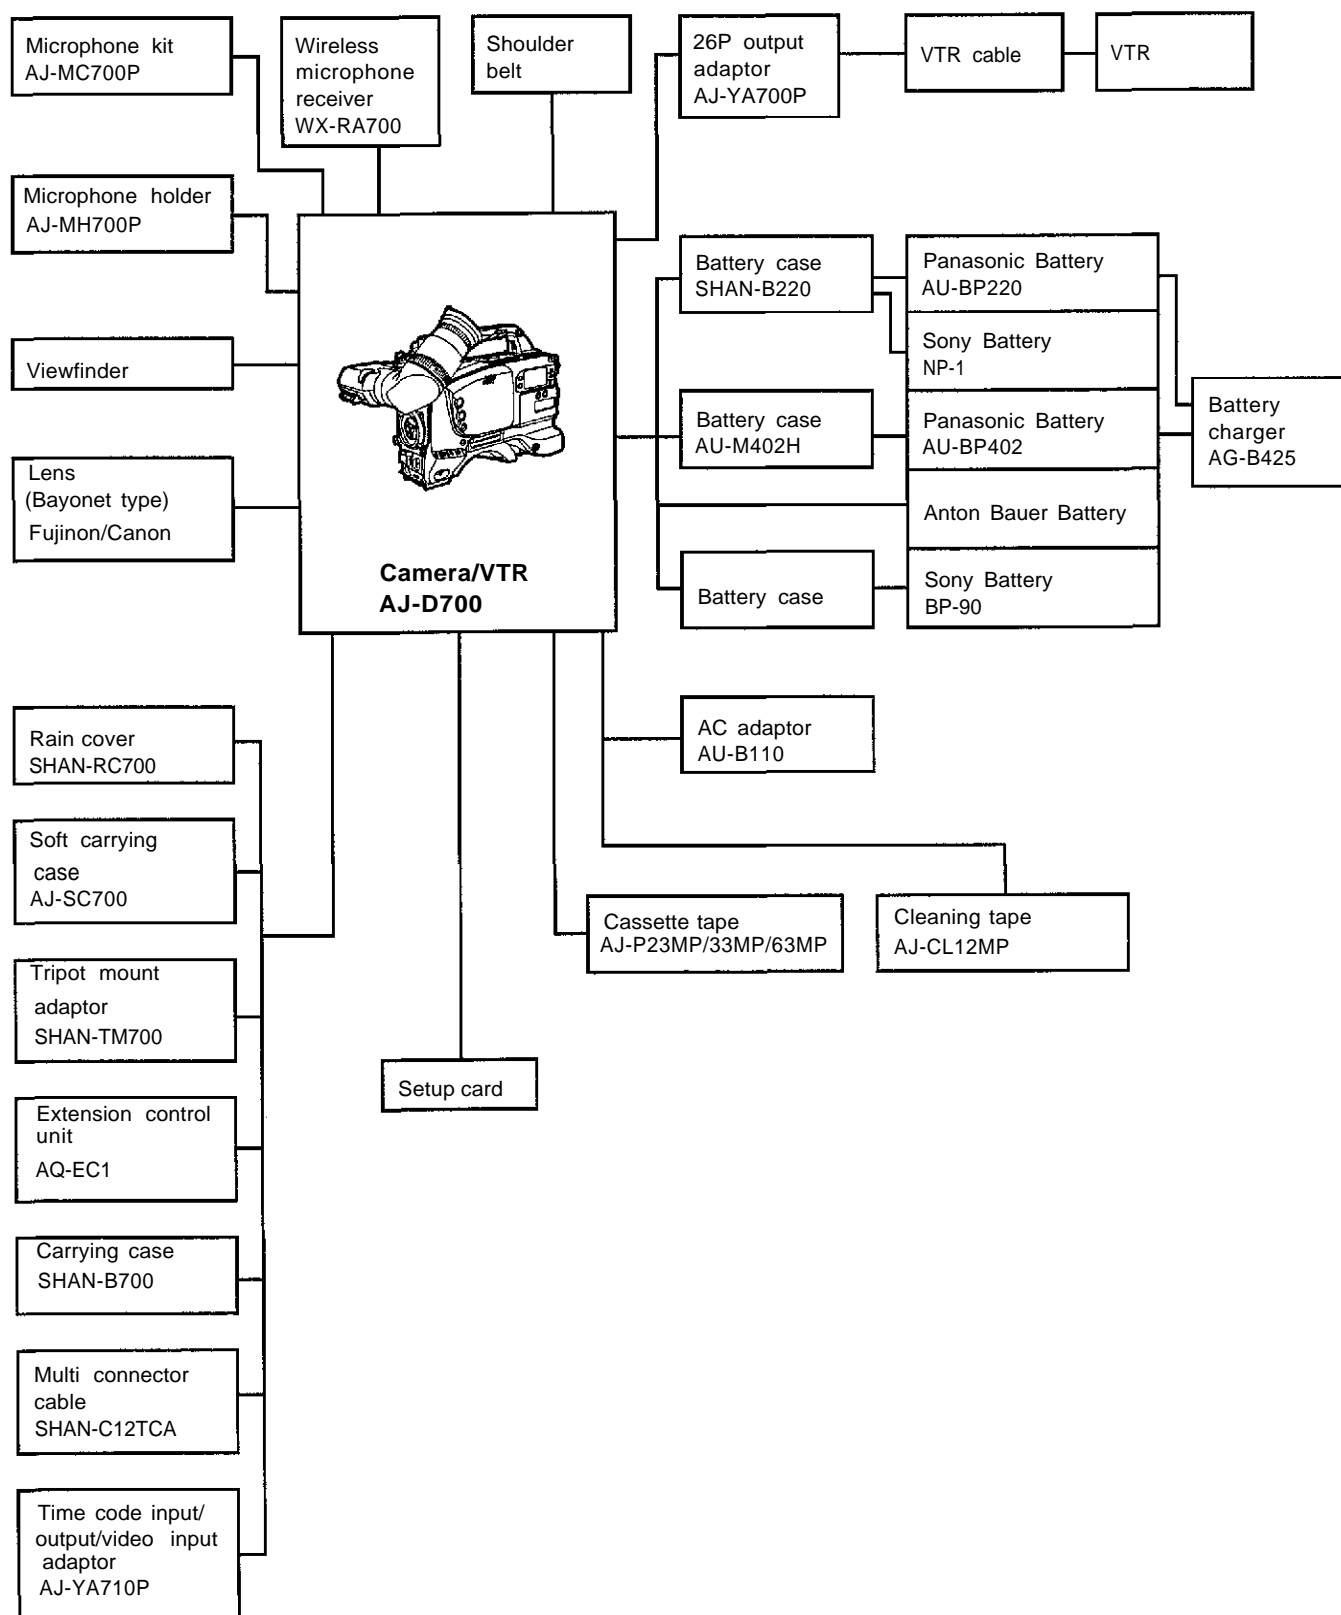 Microphone kit
AJ-MC700P
Wireless
microphone
receiver
WX-RA700
Shoulder
belt
26P output
adaptor
AJ-YA700P
VTR cable
VTR
Microphone holder
AJ-MH700P
Viewfinder
Lens
(Bayonet type)
Fujinon/Canon
Camera/VTR
AJ-D700
Battery case
SHAN-B220
Panasonic Battery
AU-BP220
Sony Battery
NP-1
Battery case
AU-M402H
Panasonic Battery
AU-BP402
Battery
charger
AG-B425
Anton Bauer Battery
Battery case
Sony Battery
BP-90
Rain cover
SHAN-RC700
AC adaptor
AU-B110
Soft carrying
case
AJ-SC700
Cassette tape
AJ-P23MP/33MP/63MP
Cleaning tape
AJ-CL12MP
Tripot mount
adaptor
SHAN-TM700
Setup card
Extension control
unit
AQ-EC1
Carrying case
SHAN-B700
Multi connector
cable
SHAN-C12TCA
Time code input/
output/video input
adaptor
AJ-YA710P